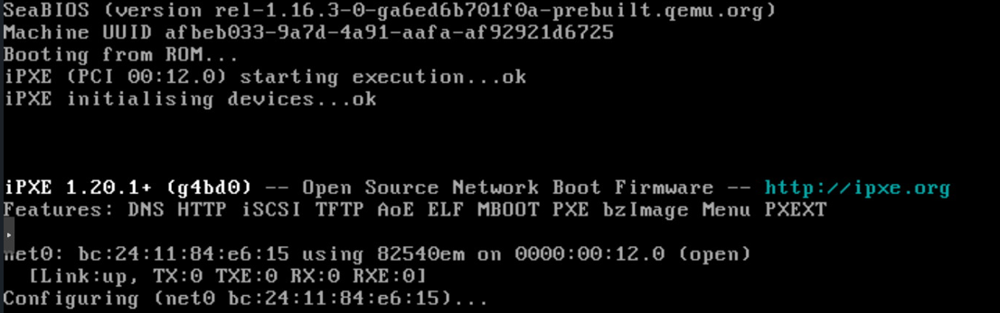 SeaBIOS (version rel-1.16.3-0-ga6ed6b701f0a-prebuilt.qemu.org)
Machine UUID afbeb033-9a7d-4a91-aafa-af92921d6725
Booting from ROM...
iPXE (PCI 00:12.0) starting execution...ok
iPXE initialising devices...ok
iPXE 1.20.1+ (g4bd0) -- Open Source Network Boot Firmware -- http://ipxe.org
Features: DNS HTTP iSCSI TFTP AoE ELF MBOOT PXE bzImage Menu PXEXT
net0: bc:24:11:84:e6:15 using 82540em on 0000:00:12.0 (open)
[Link:up, TX:0 TXE:0 RX:0 RXE:0]
Configuring (net0 bc:24:11:84:e6:15)...